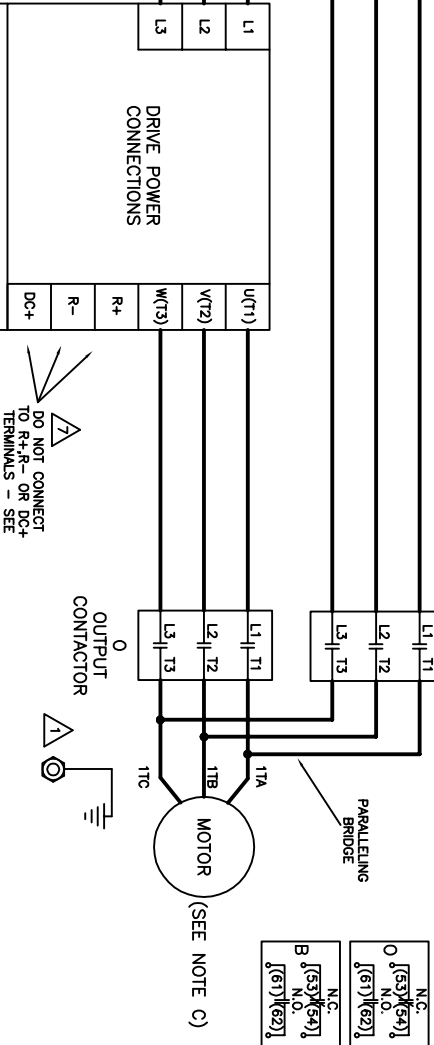 L1 T1
L2 T2
L3 T3
PARALLELING
BRIDGE
O
N.C.
(53) (54)
N.O.
(61) (62)
B
N.C.
(53) (54)
N.O.
(61) (62)
L1
L2
L3
DRIVE POWER
CONNECTIONS
U(T1)
V(T2)
W(T3)
R+
R-
DC+
L1 T1
L2 T2
L3 T3
O
OUTPUT
CONTACTOR
1TA
1TB
1TC
MOTOR
(SEE NOTE C)
7
DO NOT CONNECT
TO R+,R- OR DC+
TERMINALS - SEE
1